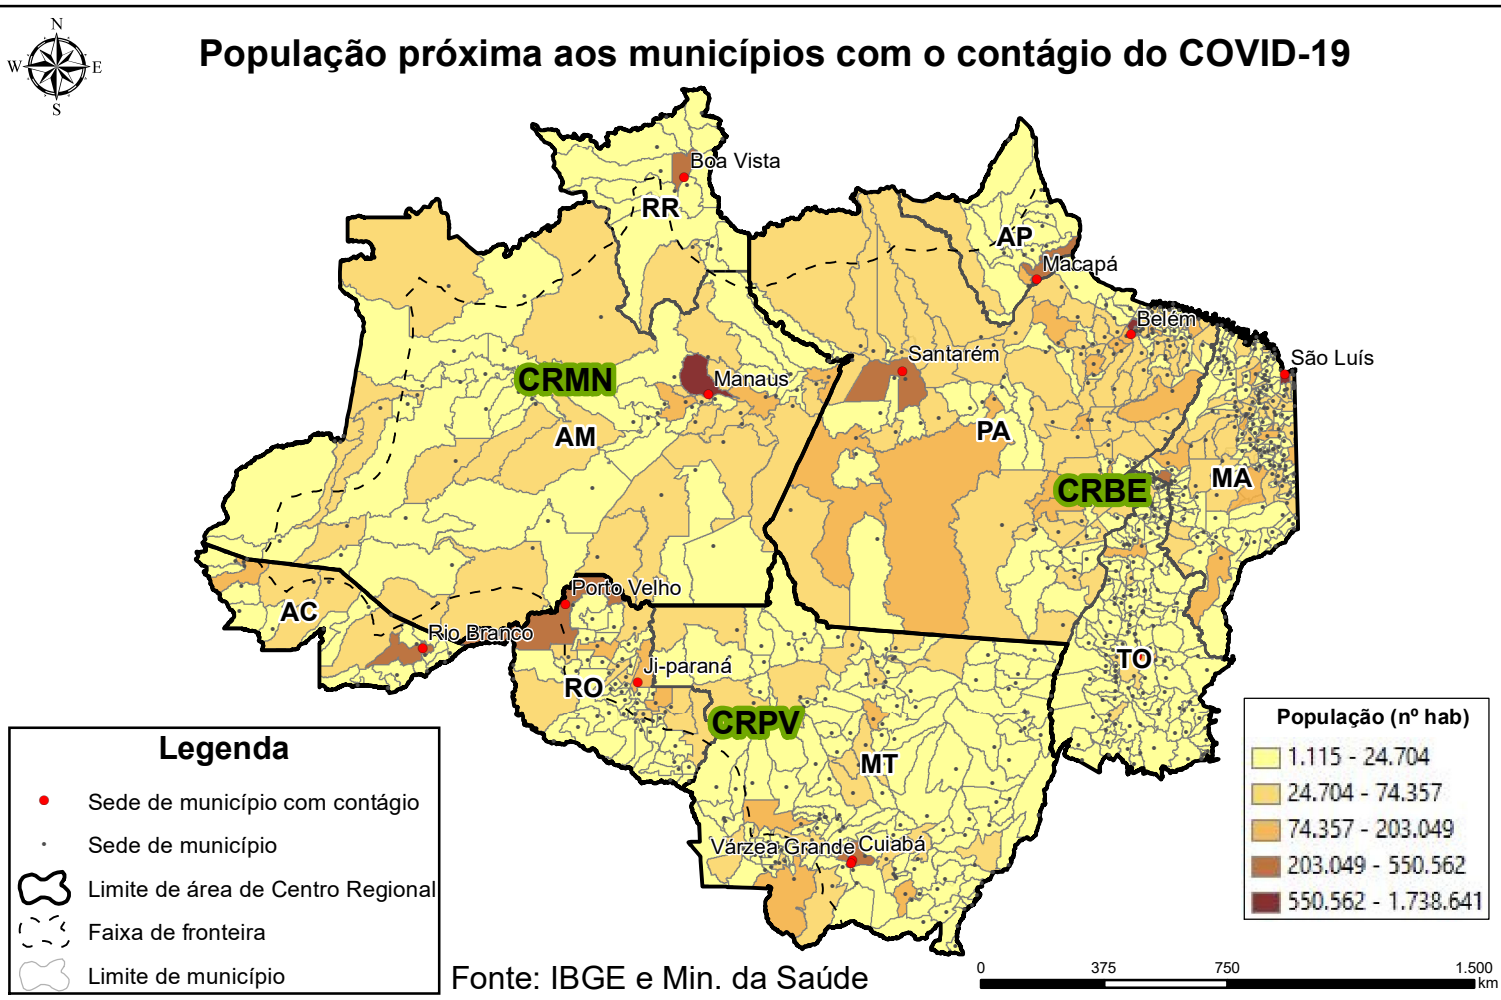 N
W E
S
População próxima aos municípios com o contágio do COVID-19
Boa Vista
RR
AP
Macapá
Belém
São Luís
Santarém
CRMN
Manaus
AM
PA
CRBE
MA
Porto Velho
AC
Rio Branco
Ji-paraná
RO
TO
CRPV
MT
Várzea Grande
Cuiabá
Legenda
Sede de município com contágio
Sede de município
Limite de área de Centro Regional
Faixa de fronteira
Limite de município
População (nº hab)
1.115 - 24.704
24.704 - 74.357
74.357 - 203.049
203.049 - 550.562
550.562 - 1.738.641
Fonte: IBGE e Min. da Saúde
0 375 750 1.500
km